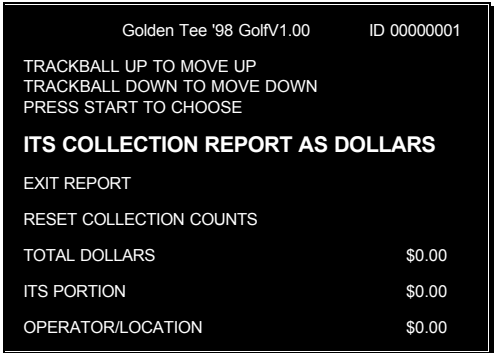 Golden Tee '98 GolfV1.00 ID 00000001
TRACKBALL UP TO MOVE UP
TRACKBALL DOWN TO MOVE DOWN
PRESS START TO CHOOSE
ITS COLLECTION REPORT AS DOLLARS
EXIT REPORT
RESET COLLECTION COUNTS
TOTAL DOLLARS $0.00
ITS PORTION $0.00
OPERATOR/LOCATION $0.00